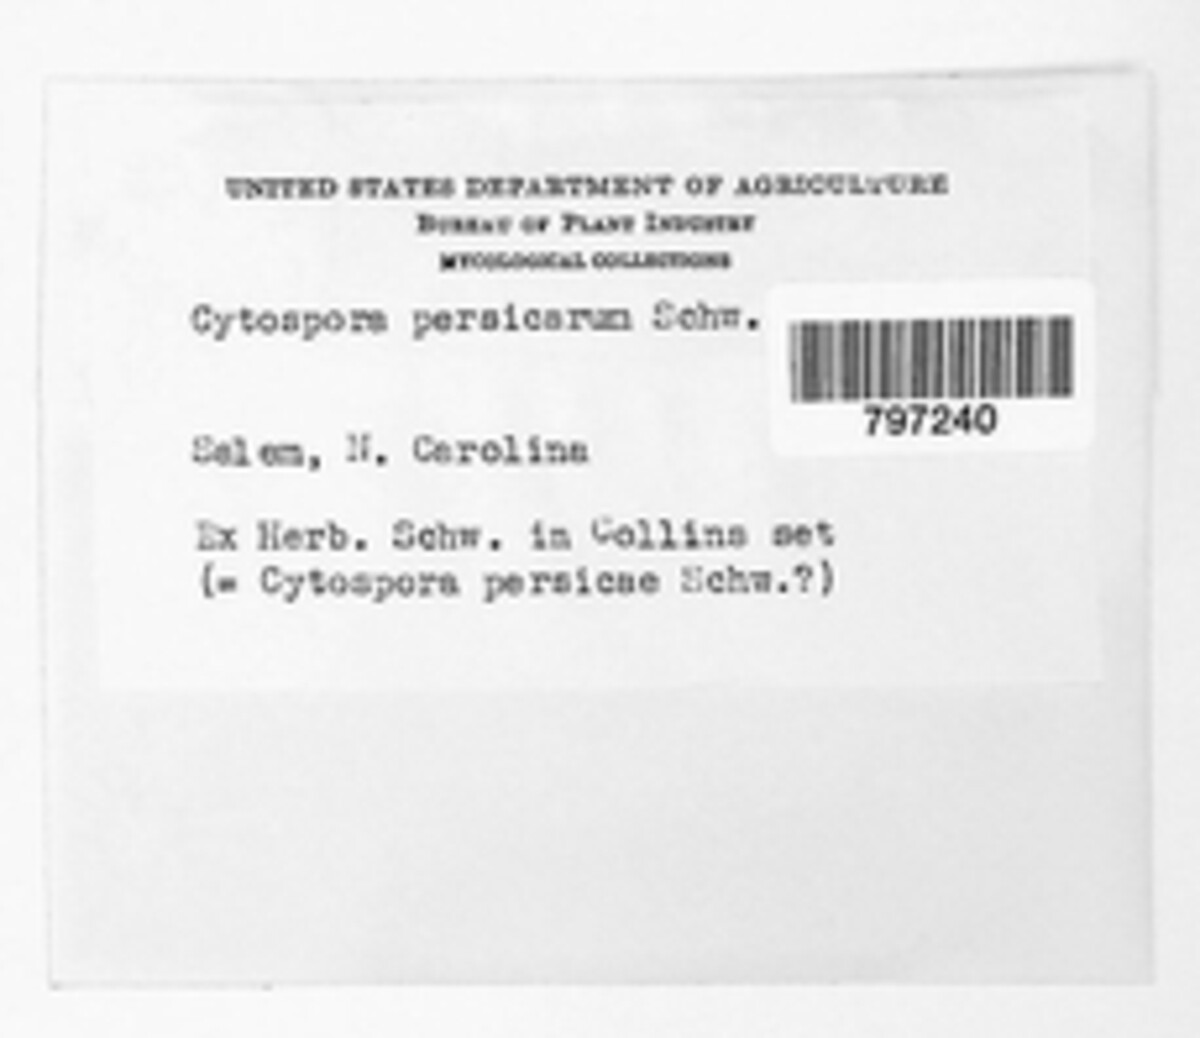 UNITED STATES DEPARTMENT OF AGRICULTURE
BUREAU OF PLANT INDUSTRY
MYCOLOGICAL COLLECTIONS
Cytospora persicarum Schw.
797240
Salem, N. Carolina
Ex Herb. Schw. in Collins set
(= Cytospora persicae Schw.?)